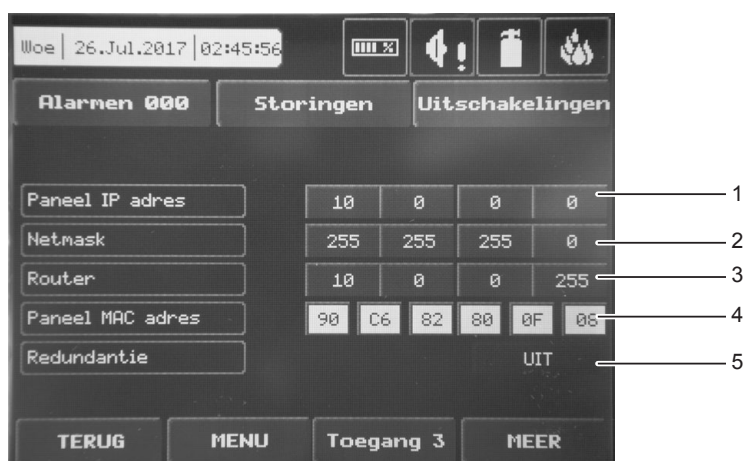 Woe 26.Jul.2017 02:45:56
Alarmen 000 Storingen Uitschakelingen
Paneel IP adres 10 0 0 0 1
Netmask 255 255 255 0 2
Router 10 0 0 255 3
Paneel MAC adres 90 C6 82 80 0F 08 4
Redundantie UIT 5
TERUG MENU Toegang 3 MEER